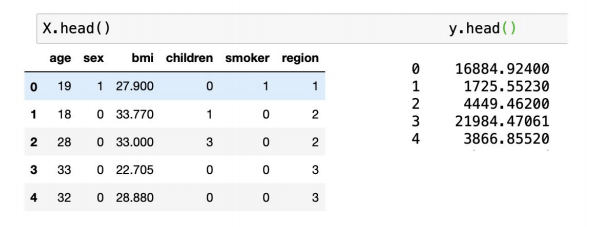 X.head()
age sex bmi children smoker region
0 19 1 27.900 0 1 1
1 18 0 33.770 1 0 2
2 28 0 33.000 3 0 2
3 33 0 22.705 0 0 3
4 32 0 28.880 0 0 3
y.head()
0 16884.92400
1 1725.55230
2 4449.46200
3 21984.47061
4 3866.85520